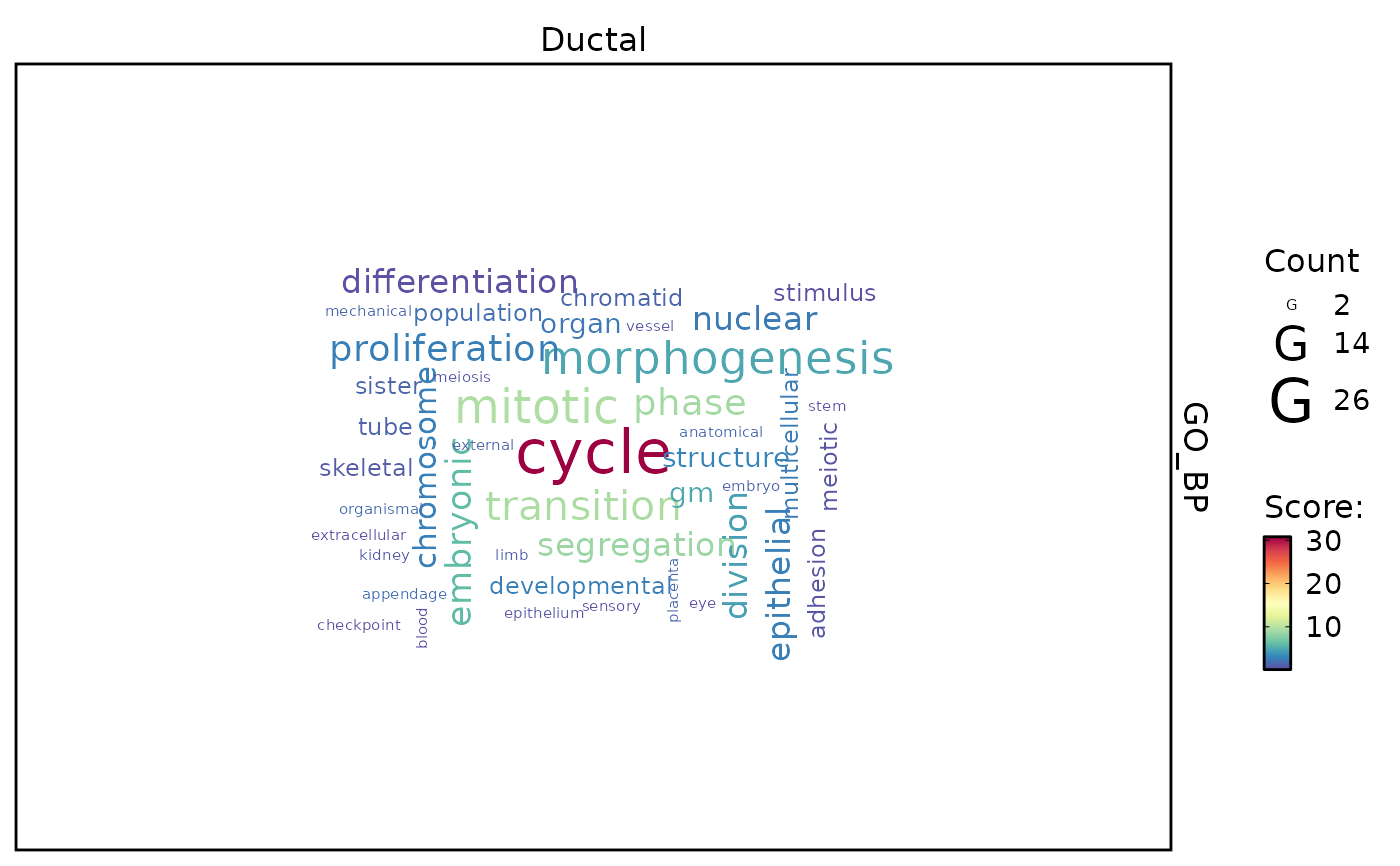 Ductal
differentiation
chromatid
stimulus
mechanical
population
organ
vessel
nuclear
proliferation
morphogenesis
sister
meiosis
mitotic
phase
stem
tube
chromosome
external
cycle
anatomical
structure
multicellular
meiotic
skeletal
embryonic
transition
gm
embryo
organismal
extracellular
kidney
limb
segregation
division
epithelial
adhesion
appendage
developmental
placenta
eye
epithelium
sensory
checkpoint
blood
GO_BP
Count
G 2
G 14
G 26
Score:
30
20
10